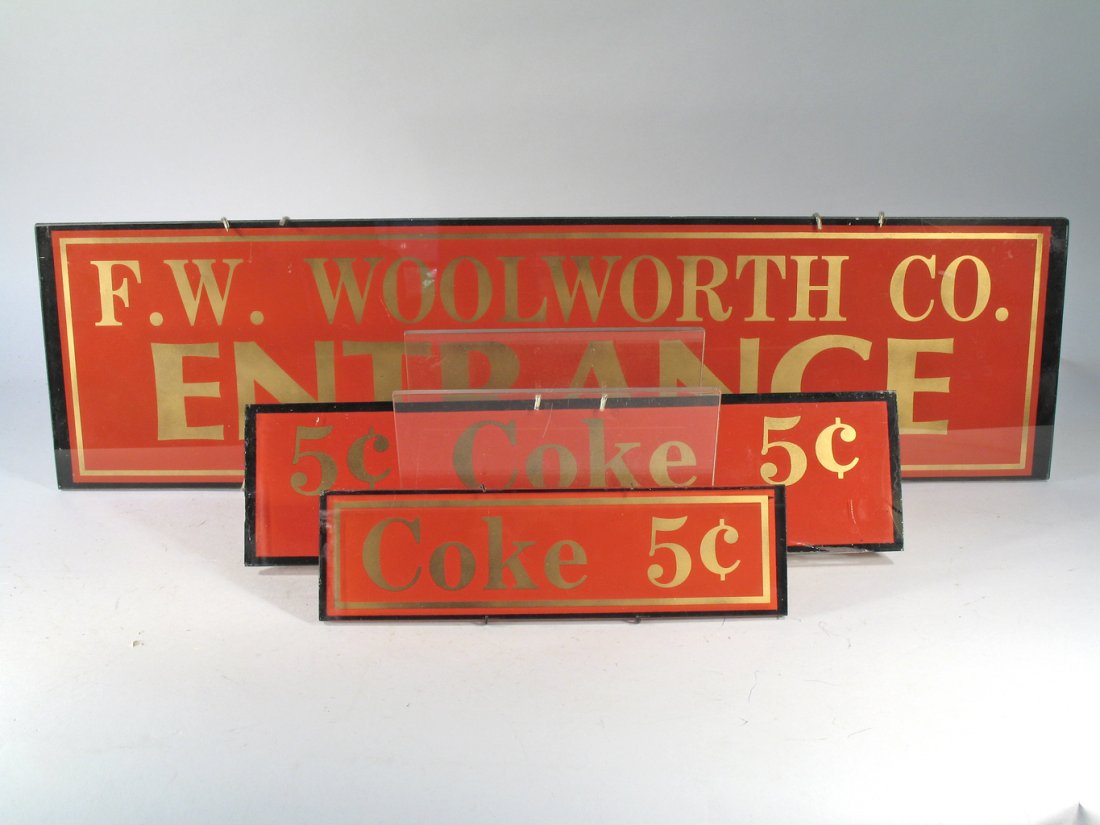 F.W. WOOLWORTH CO.
ENTRANCE
5¢ Coke 5¢
Coke 5¢